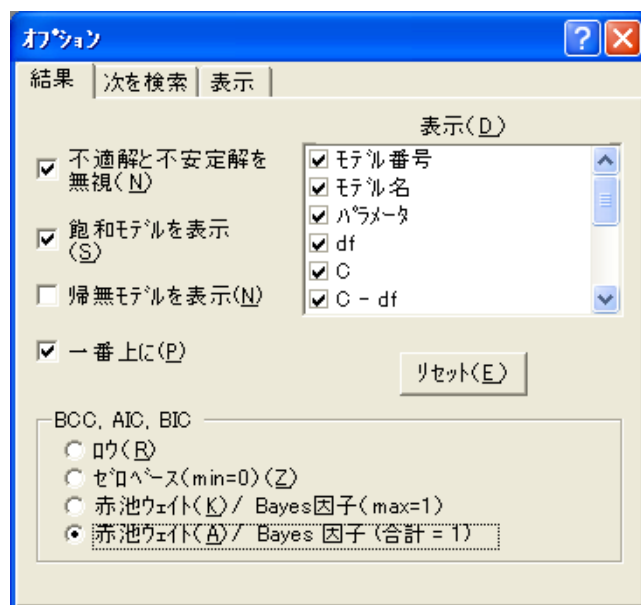 ｵﾌﾟｼｮﾝ
結果 次を検索 表示
表示(D)
不適解と不安定解を
無視(N)
飽和ﾓﾃﾞﾙを表示
(S)
帰無ﾓﾃﾞﾙを表示(N)
一番上に(P)
ﾓﾃﾞﾙ番号
ﾓﾃﾞﾙ名
ﾊﾟﾗﾒｰﾀ
df
C
C - df
ﾘｾｯﾄ(E)
BCC, AIC, BIC
ﾛｳ(R)
ｾﾞﾛﾍﾞｰｽ(min=0)(Z)
赤池ｳｪｲﾄ(K)/ Bayes因子(max=1)
赤池ｳｪｲﾄ(A)/ Bayes 因子 (合計 = 1)